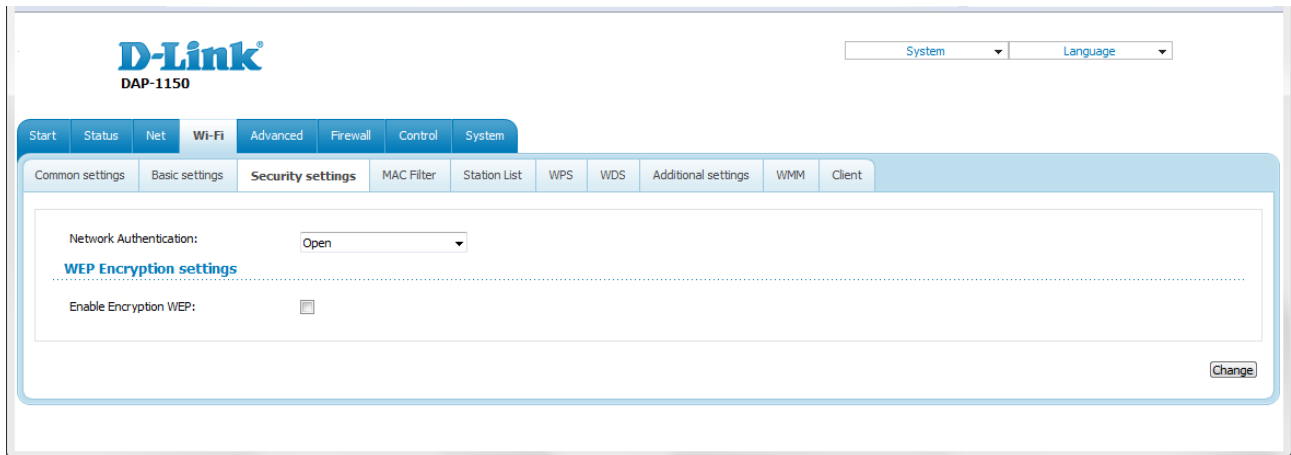 D-Link®
DAP-1150
System Language
Start Status Net Wi-Fi Advanced Firewall Control System
Common settings Basic settings Security settings MAC Filter Station List WPS WDS Additional settings WMM Client
Network Authentication: Open
WEP Encryption settings
Enable Encryption WEP:
Change